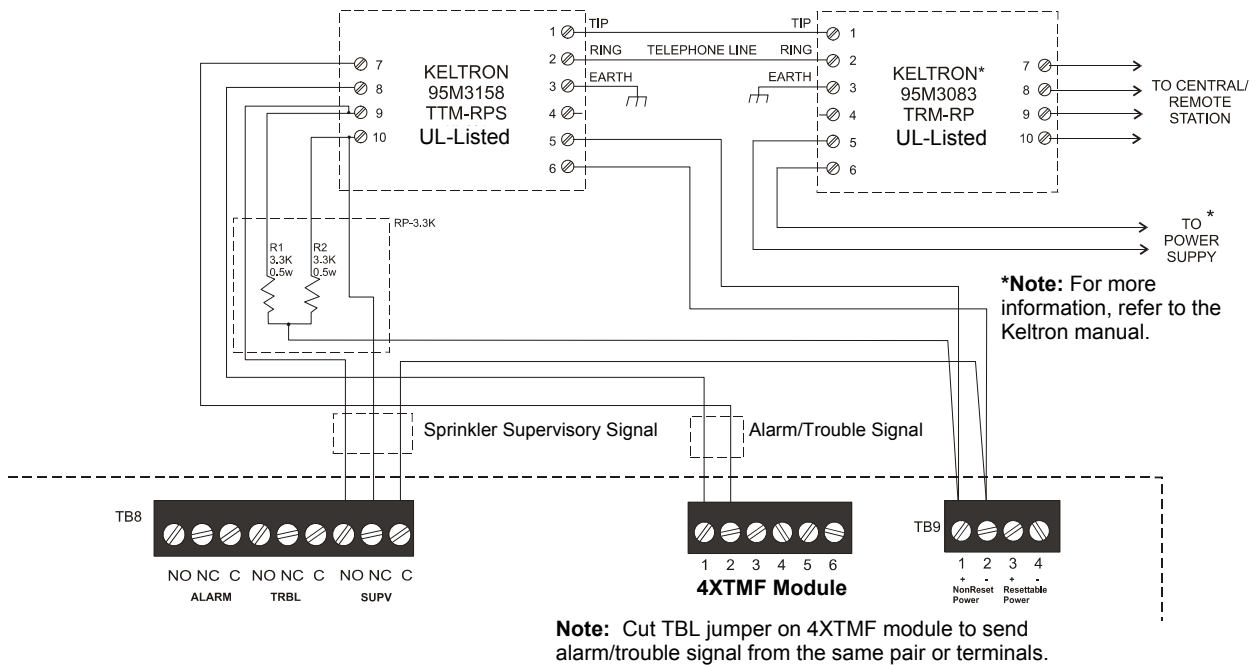 1 TIP TIP 1
2 RING TELEPHONE LINE RING 2
3 EARTH EARTH 3
4 4
5 5
6 6
7
8
9
10
KELTRON
95M3158
TTM-RPS
UL-Listed
KELTRON*
95M3083
TRM-RP
UL-Listed
7
8
9
10
TO CENTRAL/
REMOTE
STATION
TO *
POWER
SUPPY
RP-3.3K
R1
3.3K
0.5w
R2
3.3K
0.5w
*Note: For more
information, refer to the
Keltron manual.
Sprinkler Supervisory Signal
Alarm/Trouble Signal
TB8
NO NC C NO NC C NO NC C
ALARM TRBL SUPV
1 2 3 4 5 6
4XTMF Module
TB9
1 2 3 4
+ - + -
NonReset Resettable
Power Power
Note: Cut TBL jumper on 4XTMF module to send
alarm/trouble signal from the same pair or terminals.